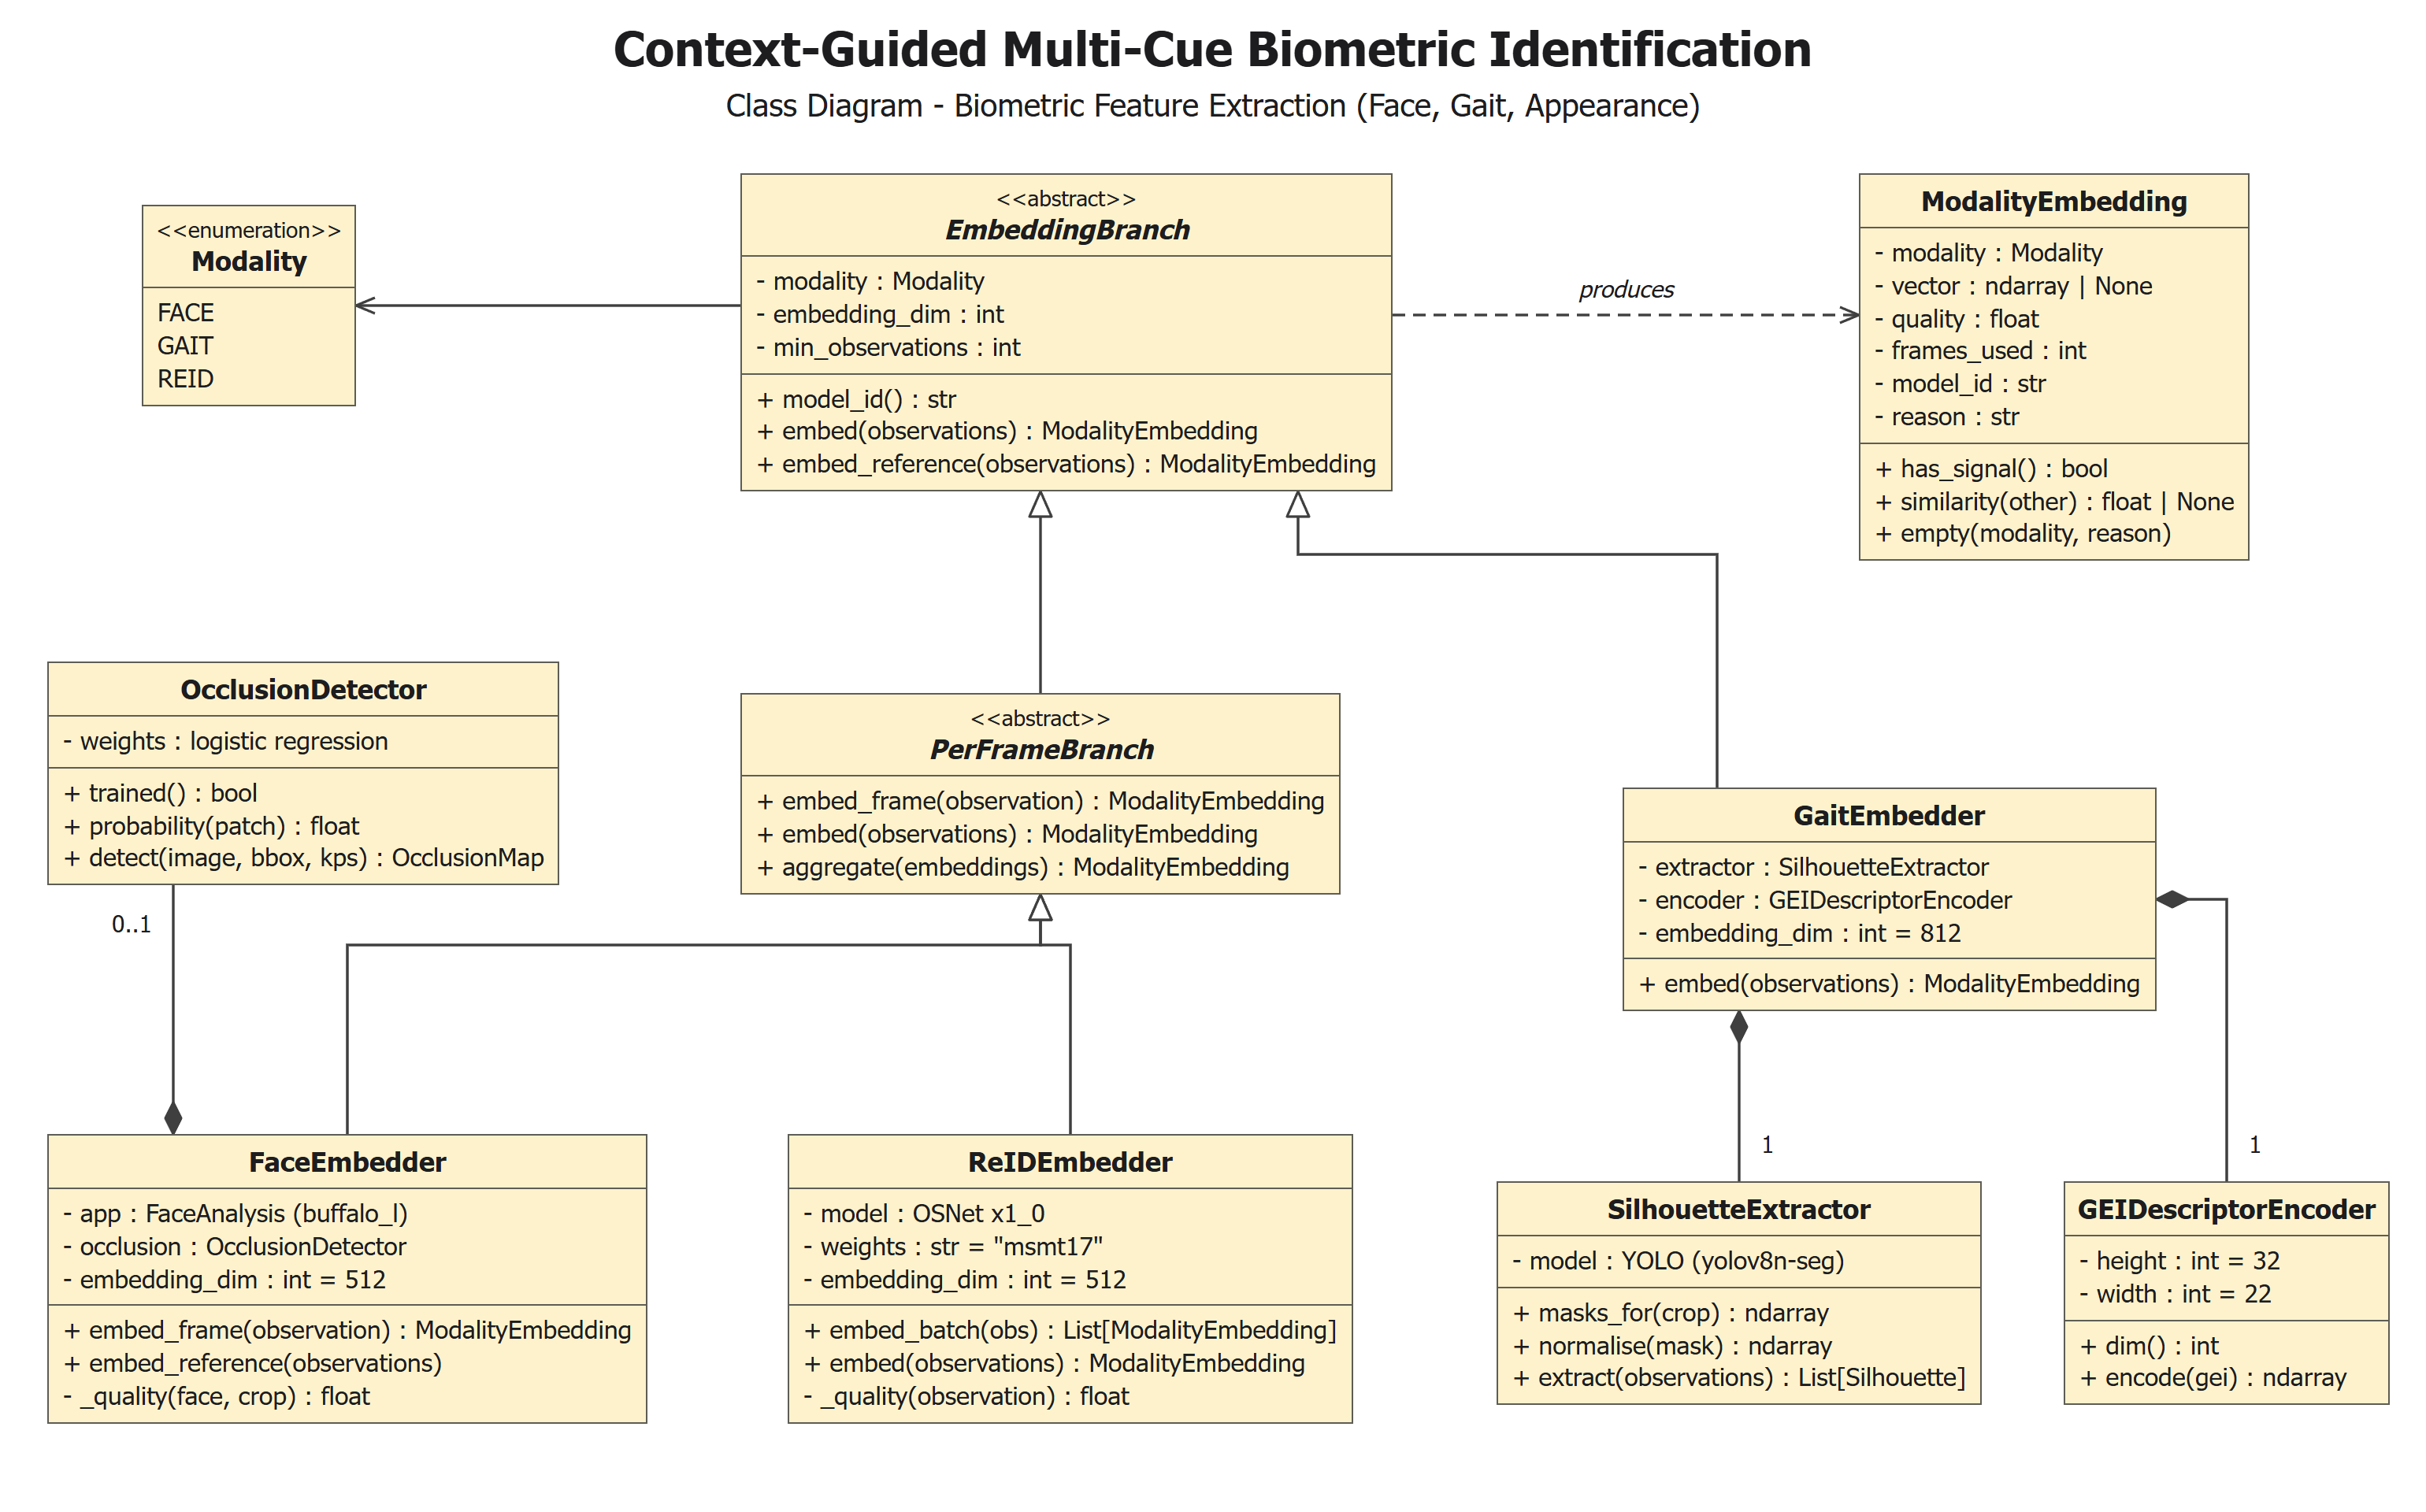 Context-Guided Multi-Cue Biometric Identification
Class Diagram - Biometric Feature Extraction (Face, Gait, Appearance)
<<enumeration>>
Modality
FACE
GAIT
REID
<<abstract>>
EmbeddingBranch
- modality : Modality
- embedding_dim : int
- min_observations : int
+ model_id() : str
+ embed(observations) : ModalityEmbedding
+ embed_reference(observations) : ModalityEmbedding
produces
ModalityEmbedding
- modality : Modality
- vector : ndarray | None
- quality : float
- frames_used : int
- model_id : str
- reason : str
+ has_signal() : bool
+ similarity(other) : float | None
+ empty(modality, reason)
OcclusionDetector
- weights : logistic regression
+ trained() : bool
+ probability(patch) : float
+ detect(image, bbox, kps) : OcclusionMap
0..1
<<abstract>>
PerFrameBranch
+ embed_frame(observation) : ModalityEmbedding
+ embed(observations) : ModalityEmbedding
+ aggregate(embeddings) : ModalityEmbedding
GaitEmbedder
- extractor : SilhouetteExtractor
- encoder : GEIDescriptorEncoder
- embedding_dim : int = 812
+ embed(observations) : ModalityEmbedding
1
1
FaceEmbedder
- app : FaceAnalysis (buffalo_l)
- occlusion : OcclusionDetector
- embedding_dim : int = 512
+ embed_frame(observation) : ModalityEmbedding
+ embed_reference(observations)
- _quality(face, crop) : float
ReIDEmbedder
- model : OSNet x1_0
- weights : str = "msmt17"
- embedding_dim : int = 512
+ embed_batch(obs) : List[ModalityEmbedding]
+ embed(observations) : ModalityEmbedding
- _quality(observation) : float
SilhouetteExtractor
- model : YOLO (yolov8n-seg)
+ masks_for(crop) : ndarray
+ normalise(mask) : ndarray
+ extract(observations) : List[Silhouette]
GEIDescriptorEncoder
- height : int = 32
- width : int = 22
+ dim() : int
+ encode(gei) : ndarray